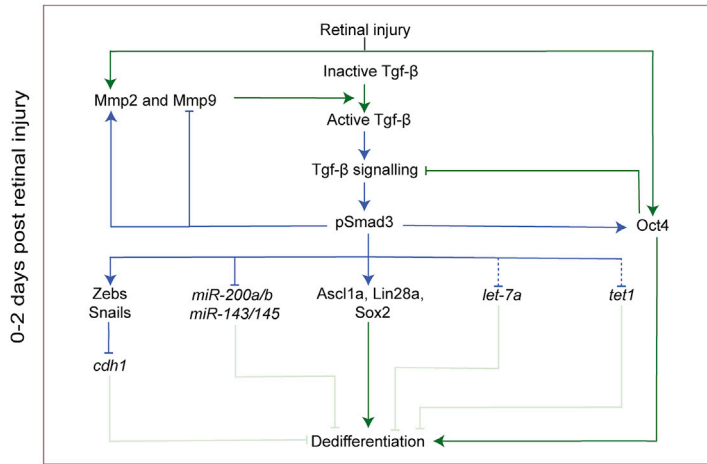 0-2 days post retinal injury
Retinal injury
Inactive Tgf-β
Mmp2 and Mmp9
Active Tgf-β
Tgf-β signalling
pSmad3
Oct4
Zebs
Snails
miR-200a/b
miR-143/145
Ascl1a, Lin28a,
Sox2
let-7a
tet1
cdh1
Dedifferentiation